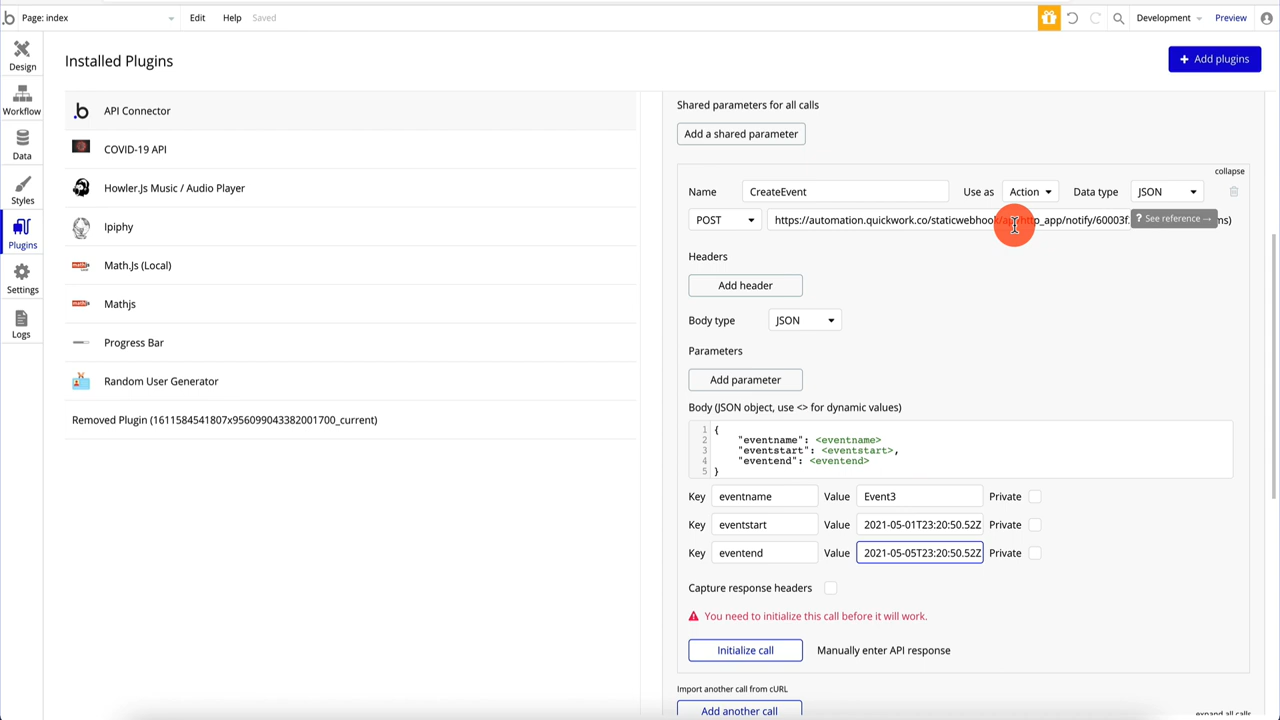 Page: index Edit Help Saved Development Preview
Design
Workflow
Data
Styles
Plugins
Settings
Logs
Installed Plugins
+ Add plugins
API Connector
COVID-19 API
Howler.Js Music / Audio Player
Ipiphy
Math.Js (Local)
Mathjs
Progress Bar
Random User Generator
Removed Plugin (1611584541807x956099043382001700_current)
Shared parameters for all calls
Add a shared parameter
collapse
Name CreateEvent Use as Action Data type JSON
POST https://automation.quickwork.co/staticwebhook/api/http_app/notify/60003f. ? See reference → ms)
Headers
Add header
Body type JSON
Parameters
Add parameter
Body (JSON object, use <> for dynamic values)
1 {
2 "eventname": <eventname>
3 "eventstart": <eventstart>,
4 "eventend": <eventend>
5 }
Key eventname Value Event3 Private
Key eventstart Value 2021-05-01T23:20:50.52Z Private
Key eventend Value 2021-05-05T23:20:50.52Z Private
Capture response headers
You need to initialize this call before it will work.
Initialize call Manually enter API response
Import another call from cURL
Add another call
expand all calls